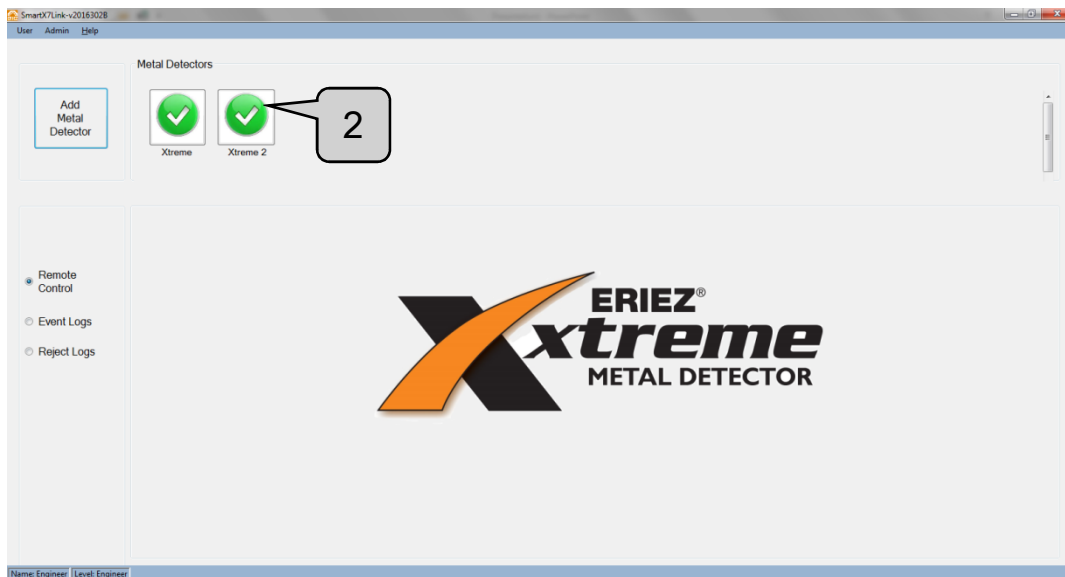 SmartX7Link-v2016302B
User Admin Help
Metal Detectors
Add
Metal
Detector
Xtreme
Xtreme 2
2
Remote
Control
Event Logs
Reject Logs
ERIEZ®
xtreme
METAL DETECTOR
Name: Engineer Level: Engineer